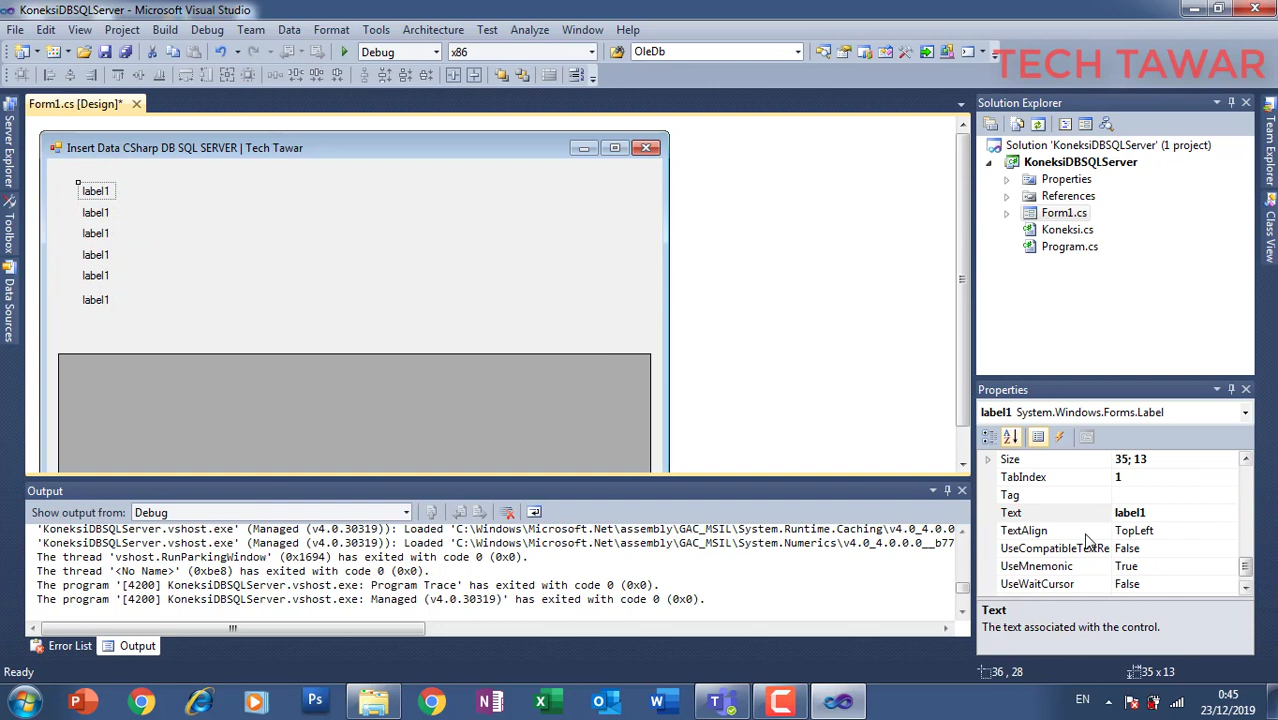 KoneksiDBSQLServer - Microsoft Visual Studio
File Edit View Project Build Debug Team Data Format Tools Architecture Test Analyze Window Help
Debug x86 OleDb
TECH TAWAR
Form1.cs [Design]*
Insert Data CSharp DB SQL SERVER | Tech Tawar
label1
label1
label1
label1
label1
label1
Server Explorer
Toolbox
Data Sources
Solution Explorer
Solution 'KoneksiDBSQLServer' (1 project)
KoneksiDBSQLServer
Properties
References
Form1.cs
Koneksi.cs
Program.cs
Team Explorer
Class View
Properties
label1 System.Windows.Forms.Label
Size 35; 13
TabIndex 1
Tag
Text label1
TextAlign TopLeft
UseCompatibleTextRe False
UseMnemonic True
UseWaitCursor False
Text
The text associated with the control.
Output
Show output from: Debug
'KoneksiDBSQLServer.vshost.exe' (Managed (v4.0.30319)): Loaded 'C:\Windows\Microsoft.Net\assembly\GAC_MSIL\System.Runtime.Caching\v4.0_4.0.0
'KoneksiDBSQLServer.vshost.exe' (Managed (v4.0.30319)): Loaded 'C:\Windows\Microsoft.Net\assembly\GAC_MSIL\System.Numerics\v4.0_4.0.0.0__b77
The thread 'vshost.RunParkingWindow' (0x1694) has exited with code 0 (0x0).
The thread '<No Name>' (0xbe8) has exited with code 0 (0x0).
The program '[4200] KoneksiDBSQLServer.vshost.exe: Program Trace' has exited with code 0 (0x0).
The program '[4200] KoneksiDBSQLServer.vshost.exe: Managed (v4.0.30319)' has exited with code 0 (0x0).
Error List Output
Ready
36 , 28
35 x 13
EN
0:45
23/12/2019